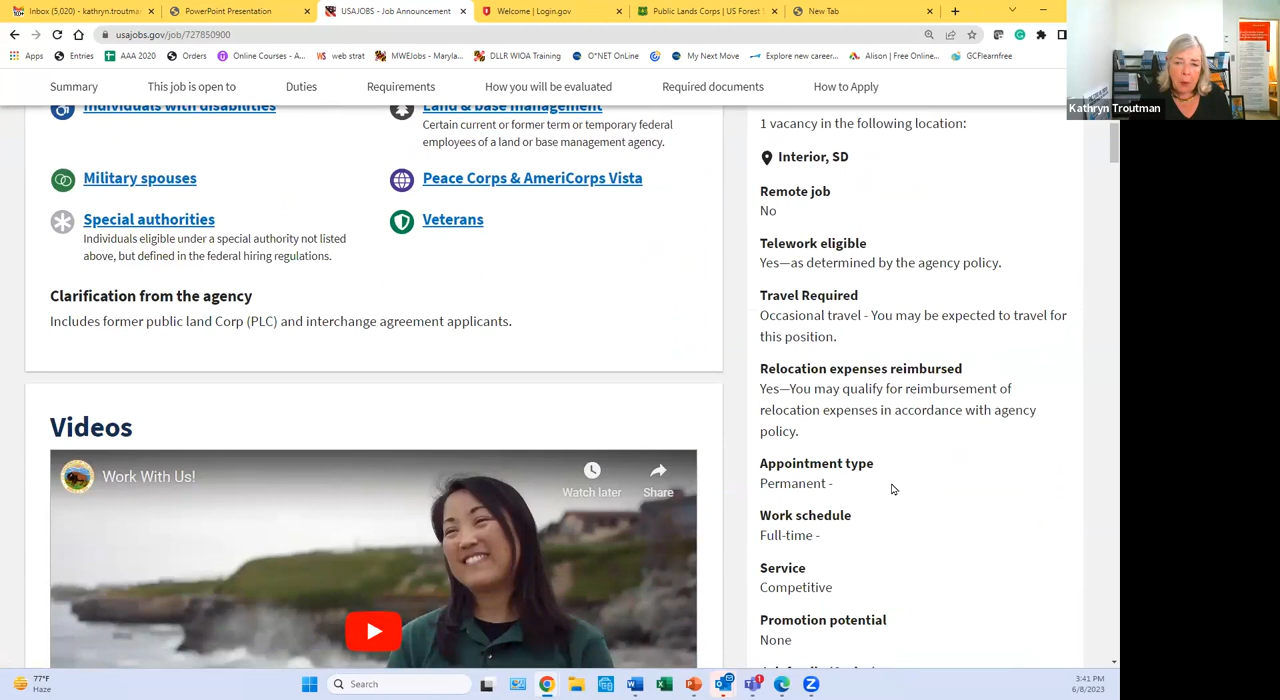 Inbox (5,020) - kathryn.troutma
PowerPoint Presentation
USAJOBS - Job Announcement
Welcome | Login.gov
Public Lands Corps | US Forest
New Tab
usajobs.gov/job/727850900
Apps
Entries
AAA 2020
Orders
Online Courses - A...
web strat
MWEJobs – Maryla...
DLLR WIOA Training
O*NET OnLine
My Next Move
Explore new career...
Alison | Free Online...
GCFlearnfree
Kathryn Troutman
Summary
This job is open to
Duties
Requirements
How you will be evaluated
Required documents
How to Apply
Individuals with disabilities
Land & base management
Certain current or former term or temporary federal
employees of a land or base management agency.
Military spouses
Peace Corps & AmeriCorps Vista
Special authorities
Individuals eligible under a special authority not listed
above, but defined in the federal hiring regulations.
Veterans
Clarification from the agency
Includes former public land Corp (PLC) and interchange agreement applicants.
Videos
Work With Us!
Watch later
Share
1 vacancy in the following location:
Interior, SD
Remote job
No
Telework eligible
Yes—as determined by the agency policy.
Travel Required
Occasional travel - You may be expected to travel for
this position.
Relocation expenses reimbursed
Yes—You may qualify for reimbursement of
relocation expenses in accordance with agency
policy.
Appointment type
Permanent -
Work schedule
Full-time -
Service
Competitive
Promotion potential
None
77°F
Haze
Search
3:41 PM
6/8/2023